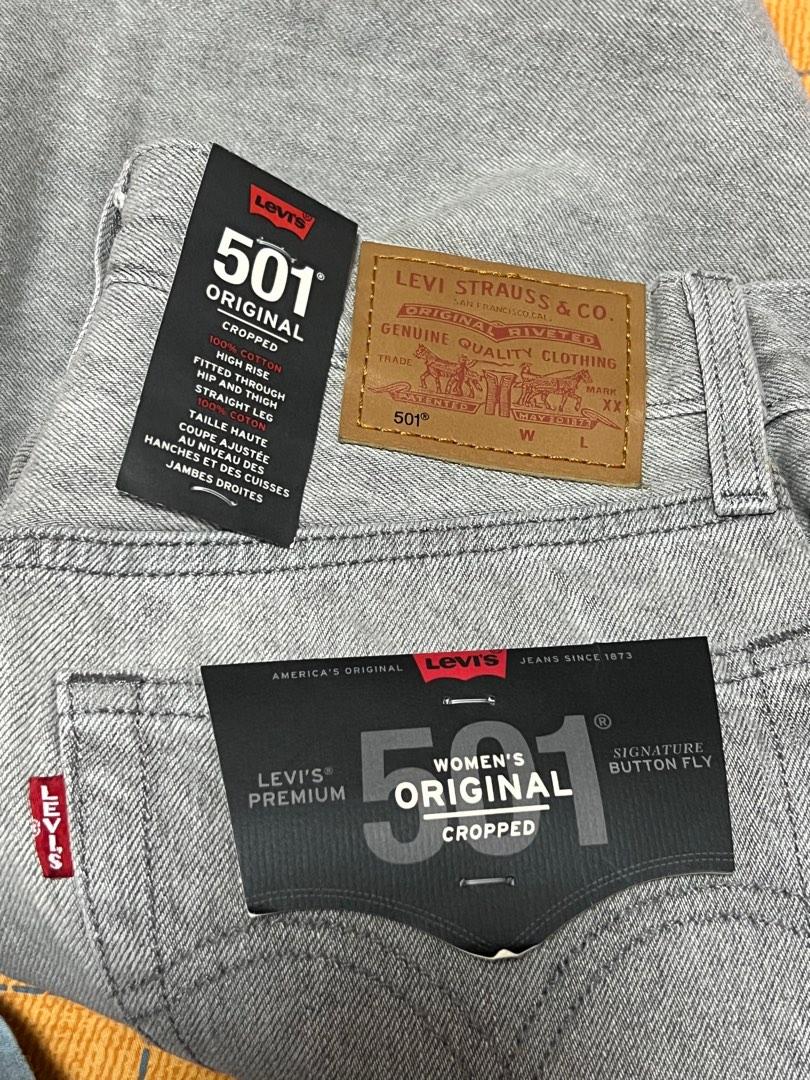 Levi's®
501®
ORIGINAL
CROPPED
100% COTTON
HIGH RISE
FITTED THROUGH
HIP AND THIGH
STRAIGHT LEG
100% COTON
TAILLE HAUTE
COUPE AJUSTÉE
AU NIVEAU DES
HANCHES ET DES CUISSES
JAMBES DROITES
LEVI STRAUSS & CO.
SAN FRANCISCO, CAL.
ORIGINAL RIVETED
GENUINE QUALITY CLOTHING
TRADE MARK
XX
PATENTED MAY 20 1873
501®
W L
AMERICA'S ORIGINAL Levi's JEANS SINCE 1873
501®
LEVI'S®
PREMIUM
WOMEN'S
ORIGINAL
CROPPED
SIGNATURE
BUTTON FLY
LEVI'S
®